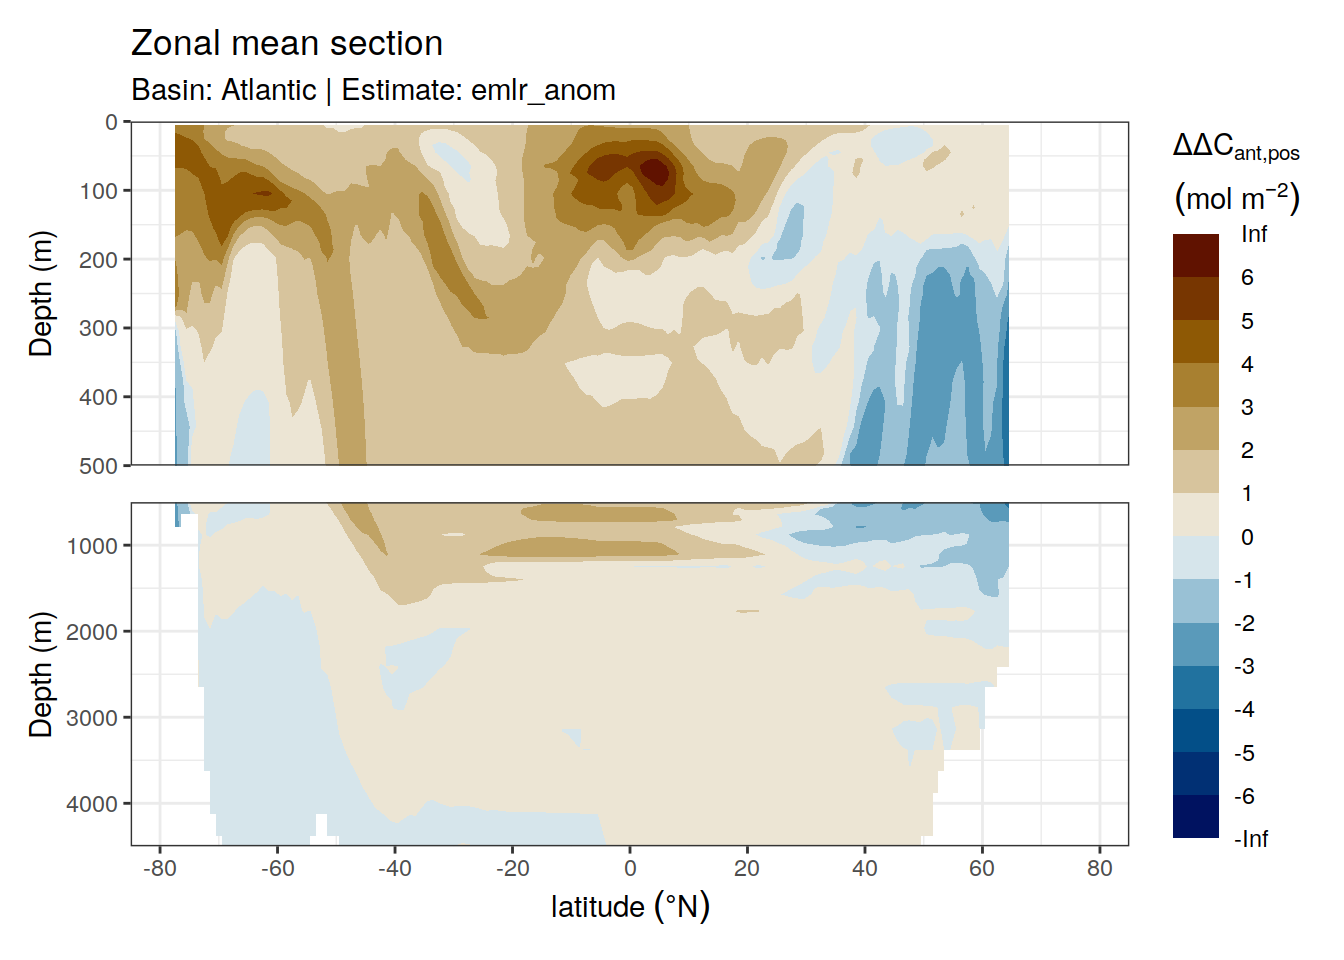 Zonal mean section
Basin: Atlantic | Estimate: emlr_anom
0
100
200
300
400
500
Depth (m)
1000
2000
3000
4000
Depth (m)
-80 -60 -40 -20 0 20 40 60 80
latitude (°N)
ΔΔC_ant,pos
(mol m⁻²)
Inf
6
5
4
3
2
1
0
-1
-2
-3
-4
-5
-6
-Inf